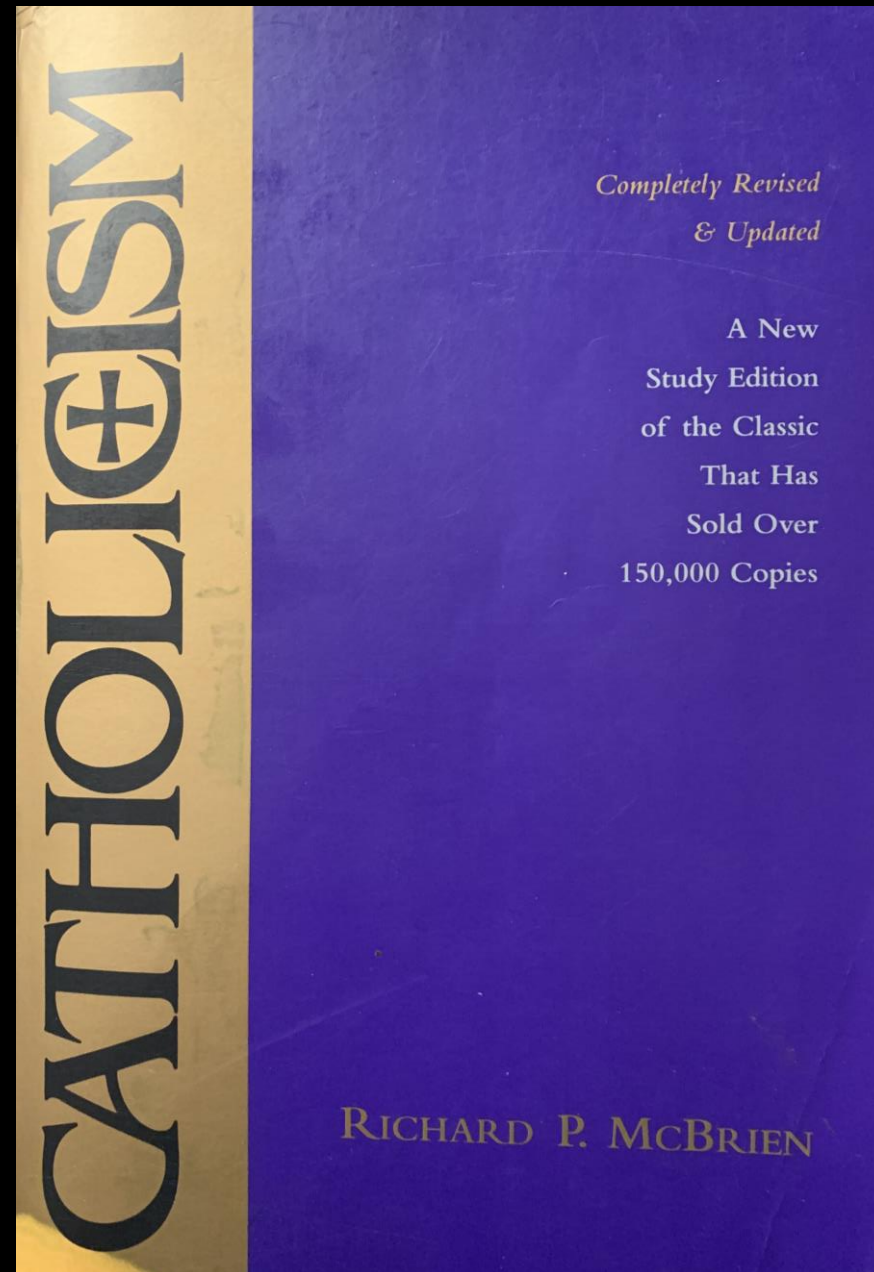 CATHOLICISM
Completely Revised
& Updated
A New
Study Edition
of the Classic
That Has
Sold Over
150,000 Copies
RICHARD P. MCBRIEN